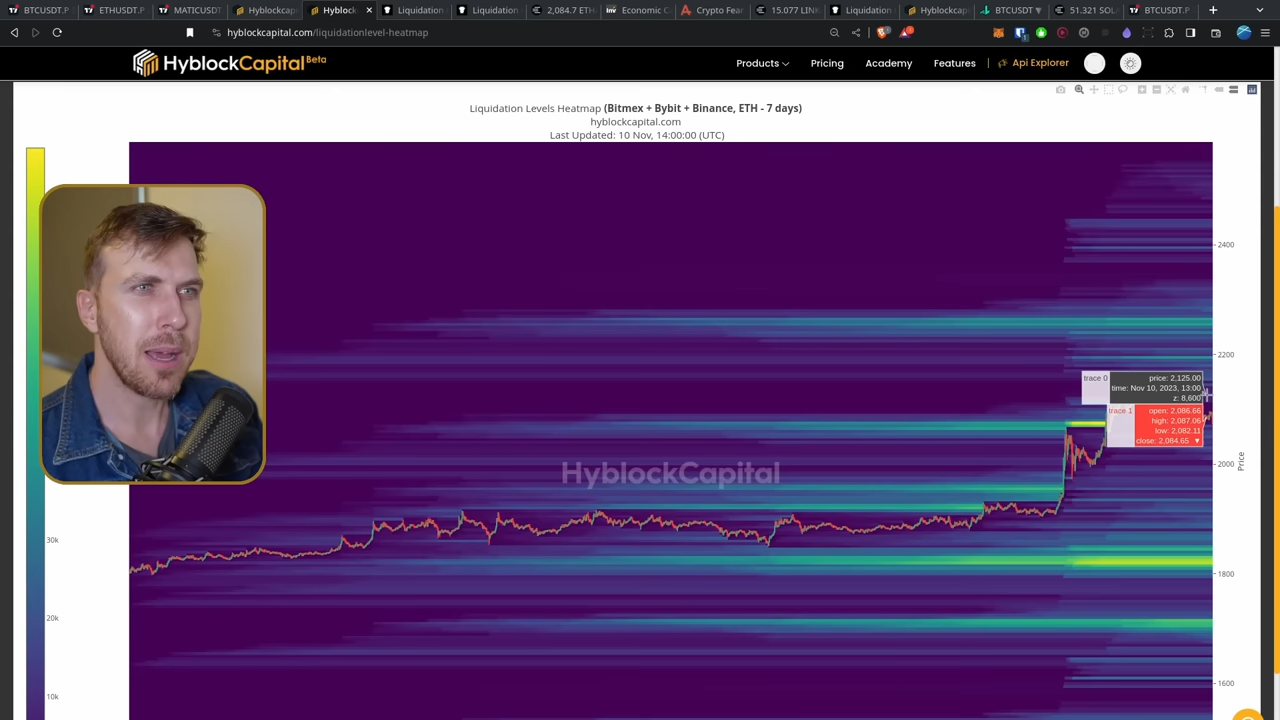 BTCUSDT.P
ETHUSDT.P
MATICUSDT
Hyblockcap
Hyblock
Liquidation
Liquidation
2,084.7 ETH
Economic C
Crypto Fear
15.077 LINK
Liquidation
Hyblockcap
BTCUSDT
51.321 SOL
BTCUSDT.P
hyblockcapital.com/liquidationlevel-heatmap
HyblockCapital Beta
Products
Pricing
Academy
Features
Api Explorer
Liquidation Levels Heatmap (Bitmex + Bybit + Binance, ETH - 7 days)
hyblockcapital.com
Last Updated: 10 Nov, 14:00:00 (UTC)
2400
2200
trace 0
price: 2,125.00
time: Nov 10, 2023, 13:00
z: 8,600
trace 1
open: 2,086.66
high: 2,087.06
low: 2,082.11
close: 2,084.65 ▼
HyblockCapital
2000
Price
30k
1800
20k
1600
10k